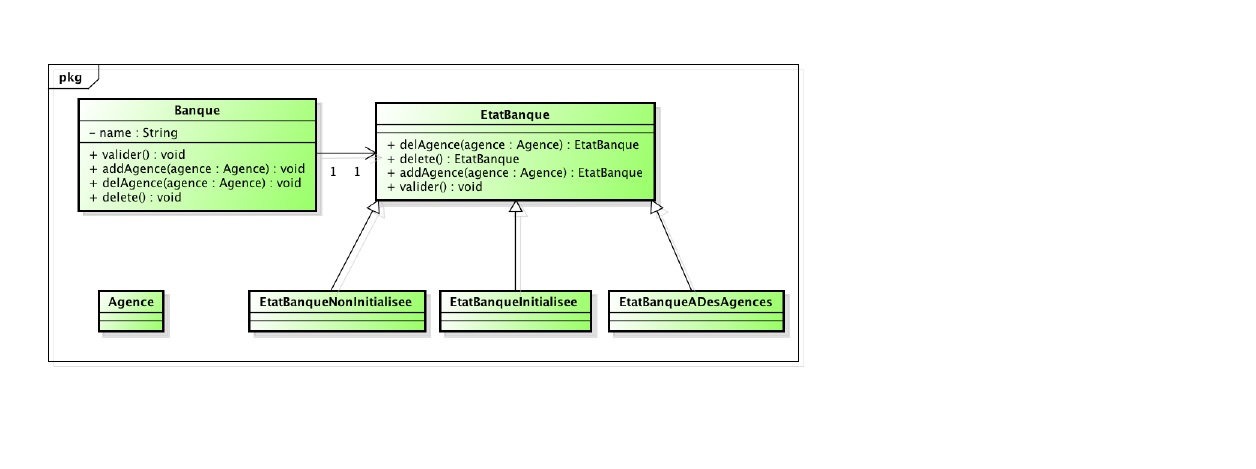 pkg
Banque
– name : String
+ valider() : void
+ addAgence(agence : Agence) : void
+ delAgence(agence : Agence) : void
+ delete() : void
1 1
EtatBanque
+ delAgence(agence : Agence) : EtatBanque
+ delete() : EtatBanque
+ addAgence(agence : Agence) : EtatBanque
+ valider() : void
Agence
EtatBanqueNonInitialisee
EtatBanqueInitialisee
EtatBanqueADesAgences